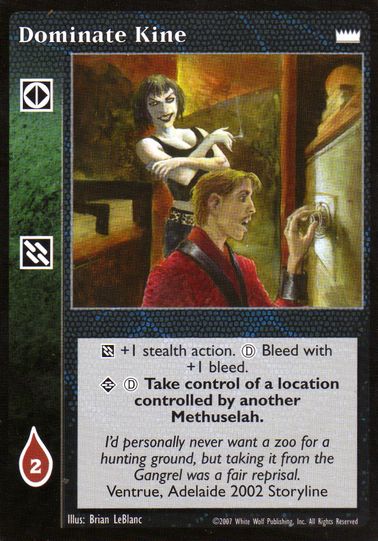 Dominate Kine
+1 stealth action. Ⓓ Bleed with
+1 bleed.
Ⓓ Take control of a location
controlled by another
Methuselah.
I'd personally never want a zoo for a
hunting ground, but taking it from the
Gangrel was a fair reprisal.
Ventrue, Adelaide 2002 Storyline
2
Illus: Brian LeBlanc
©2007 White Wolf Publishing, Inc. All Rights Reserved